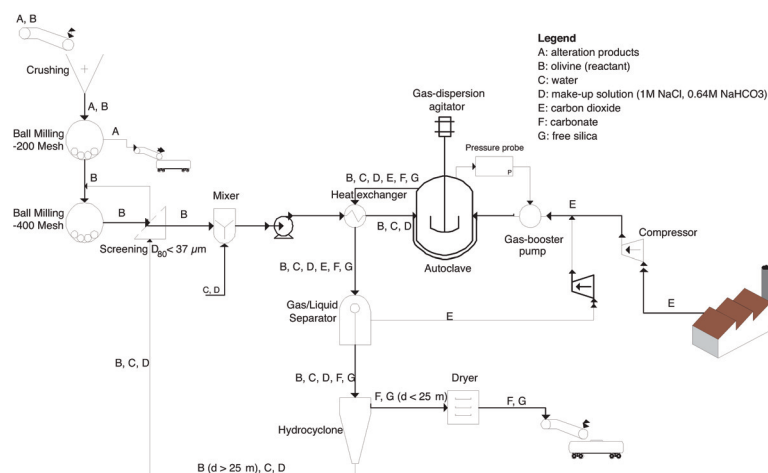 A, B
Crushing
A, B
Ball Milling
-200 Mesh
A
B
Ball Milling
-400 Mesh
B
B
Screening D80< 37 µm
Mixer
C, D
B, C, D
B, C, D, E, F, G
Heat exchanger
B, C, D
Gas-dispersion
agitator
Autoclave
Pressure probe
P
Gas-booster
pump
E
Compressor
E
B, C, D, E, F, G
Gas/Liquid
Separator
E
B, C, D, F, G
Hydrocyclone
F, G (d < 25 m)
Dryer
F, G
B (d > 25 m), C, D
Legend
A: alteration products
B: olivine (reactant)
C: water
D: make-up solution (1M NaCl, 0.64M NaHCO3)
E: carbon dioxide
F: carbonate
G: free silica